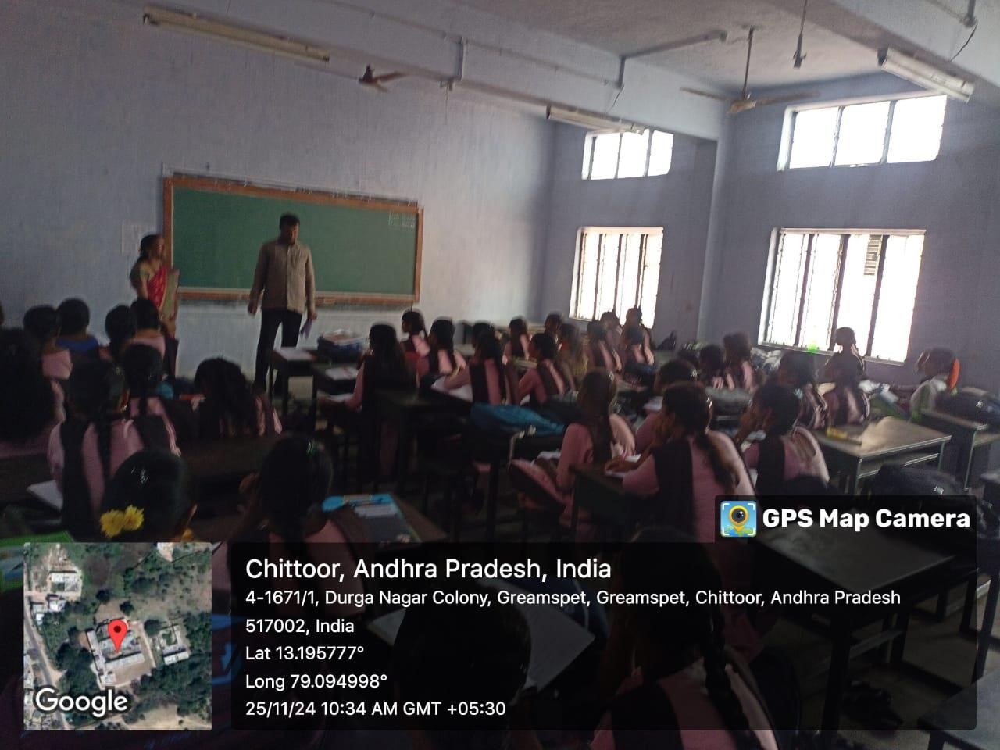 GPS Map Camera
Chittoor, Andhra Pradesh, India
4-1671/1, Durga Nagar Colony, Greamspet, Greamspet, Chittoor, Andhra Pradesh
517002, India
Lat 13.195777°
Long 79.094998°
25/11/24 10:34 AM GMT +05:30
Google